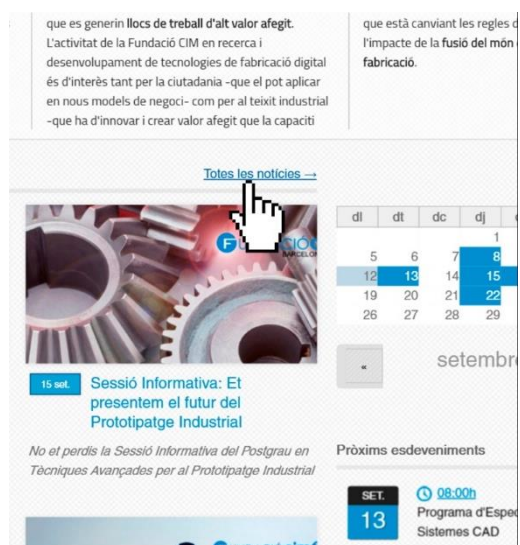 que es generin llocs de treball d'alt valor afegit.
L'activitat de la Fundació CIM en recerca i
desenvolupament de tecnologies de fabricació digital
és d'interès tant per la ciutadania -que el pot aplicar
en nous models de negoci- com per al teixit industrial
-que ha d'innovar i crear valor afegit que la capaciti
que està canviant les regles
l'impacte de la fusió del món
fabricació.
Totes les notícies →
BARCELON
15 set.
Sessió Informativa: Et
presentem el futur del
Prototipatge Industrial
No et perdis la Sessió Informativa del Postgrau en
Tècniques Avançades per al Prototipatge Industrial
dl dt dc dj
1
5 6 7 8
12 13 14 15
19 20 21 22
26 27 28 29
«
setembre
Pròxims esdeveniments
SET.
13
08:00h
Programa d'Espec
Sistemes CAD